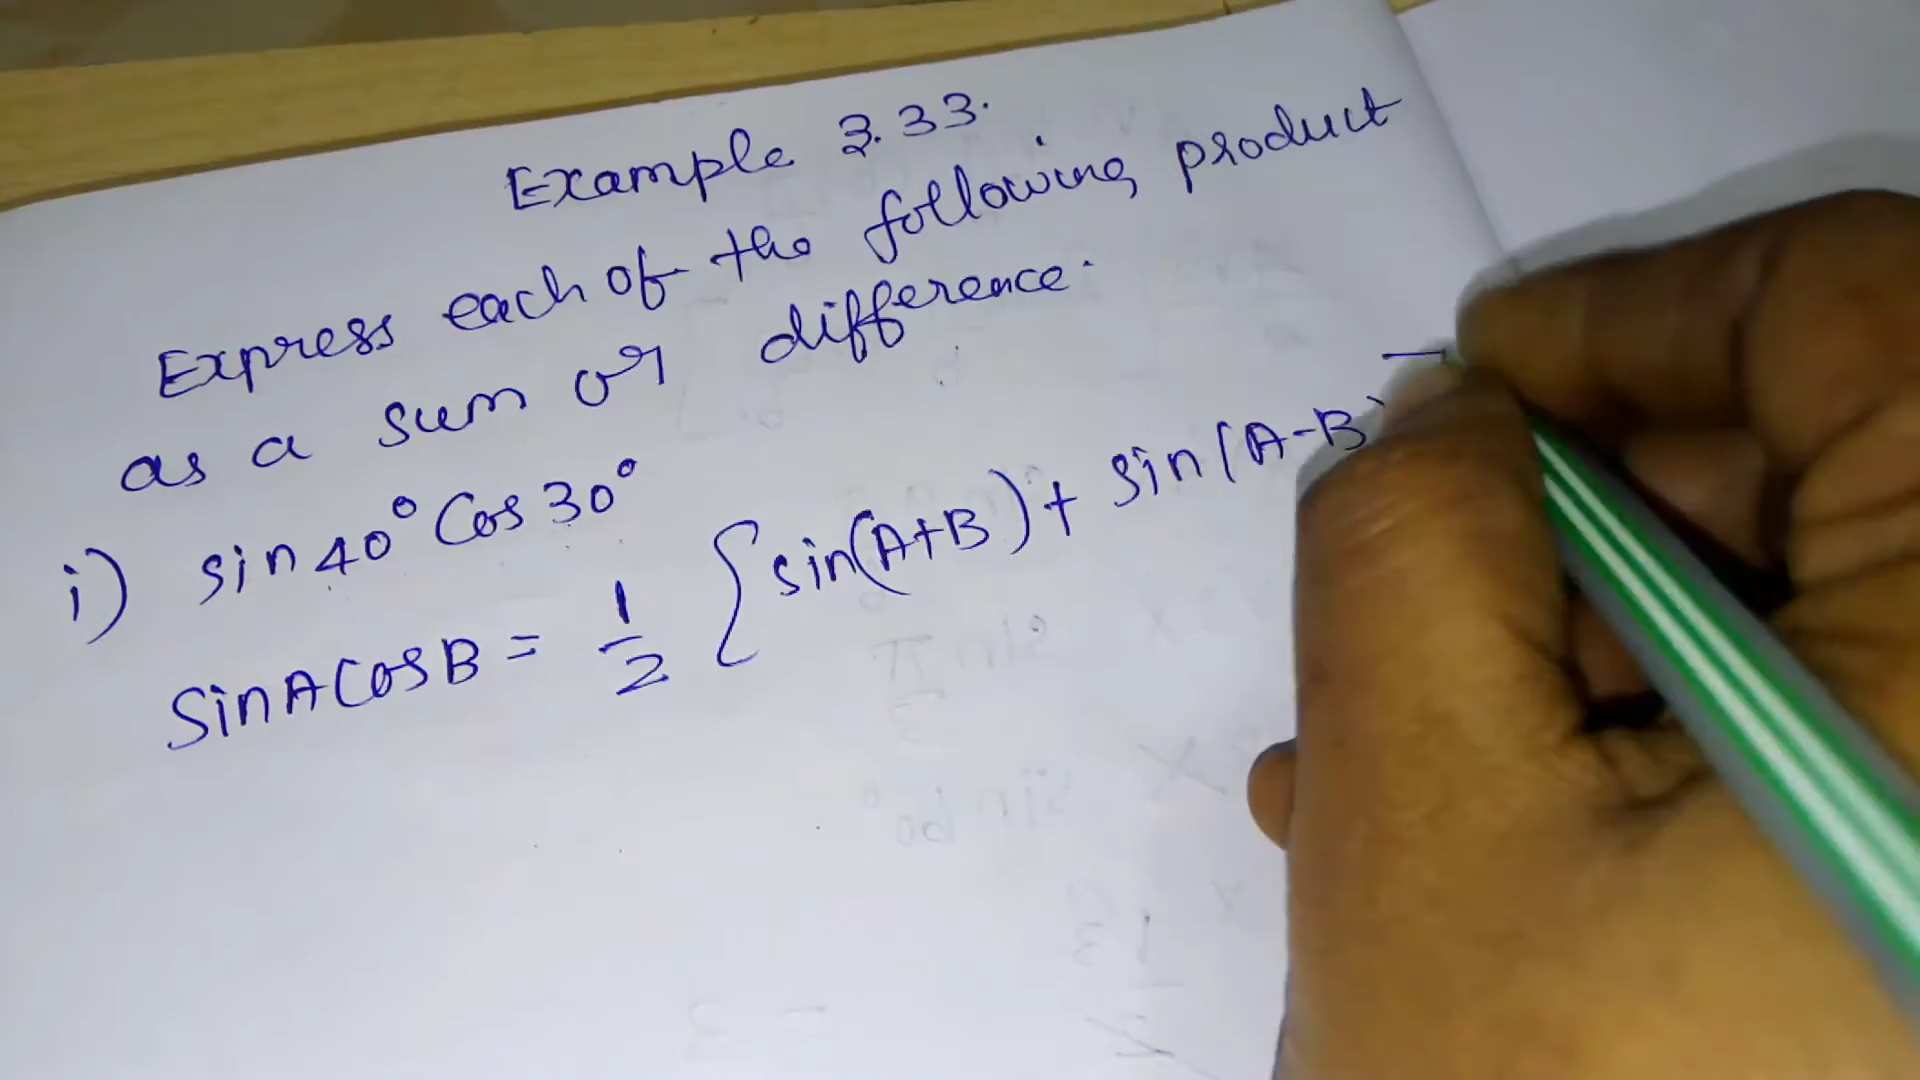 Example 3.33.
Express each of the following product
as a sum or difference.
i) sin 40° Cos 30°
Sin A Cos B = 1/2 [sin(A+B) + sin(A-B)